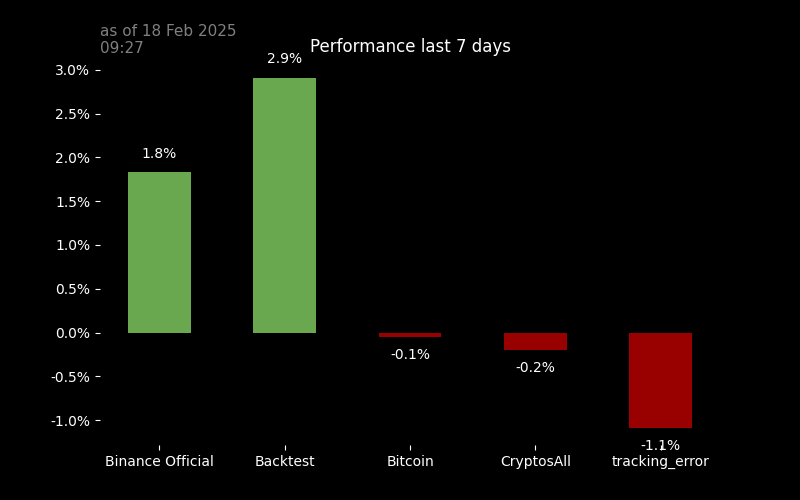 as of 18 Feb 2025
09:27
Performance last 7 days
3.0%
2.5%
2.0%
1.5%
1.0%
0.5%
0.0%
-0.5%
-1.0%
1.8%
2.9%
-0.1%
-0.2%
-1.1%
Binance Official
Backtest
Bitcoin
CryptosAll
tracking_error